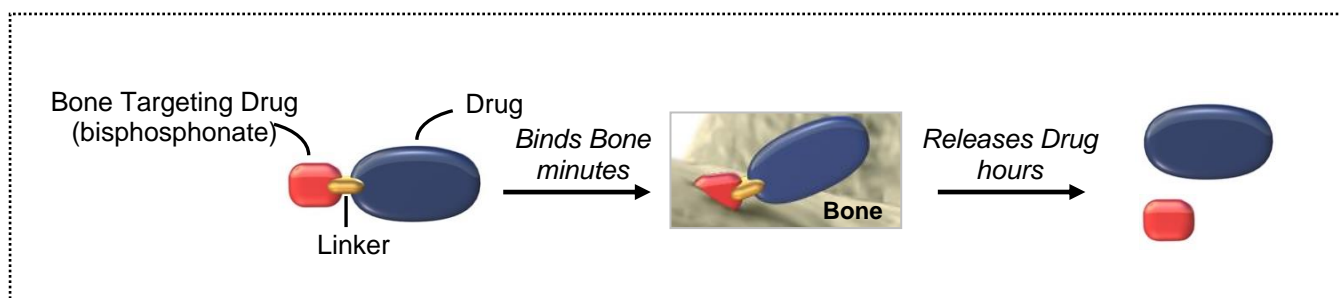 Bone Targeting Drug
(bisphosphonate)
Drug
Linker
Binds Bone
minutes
Bone
Releases Drug
hours